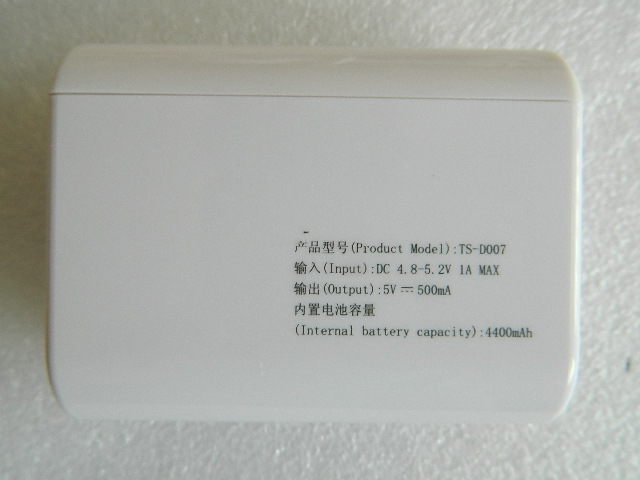 产品型号(Product Model):TS-D007
输入(Input):DC 4.8-5.2V 1A MAX
输出(Output):5V⎓500mA
内置电池容量
(Internal battery capacity):4400mAh